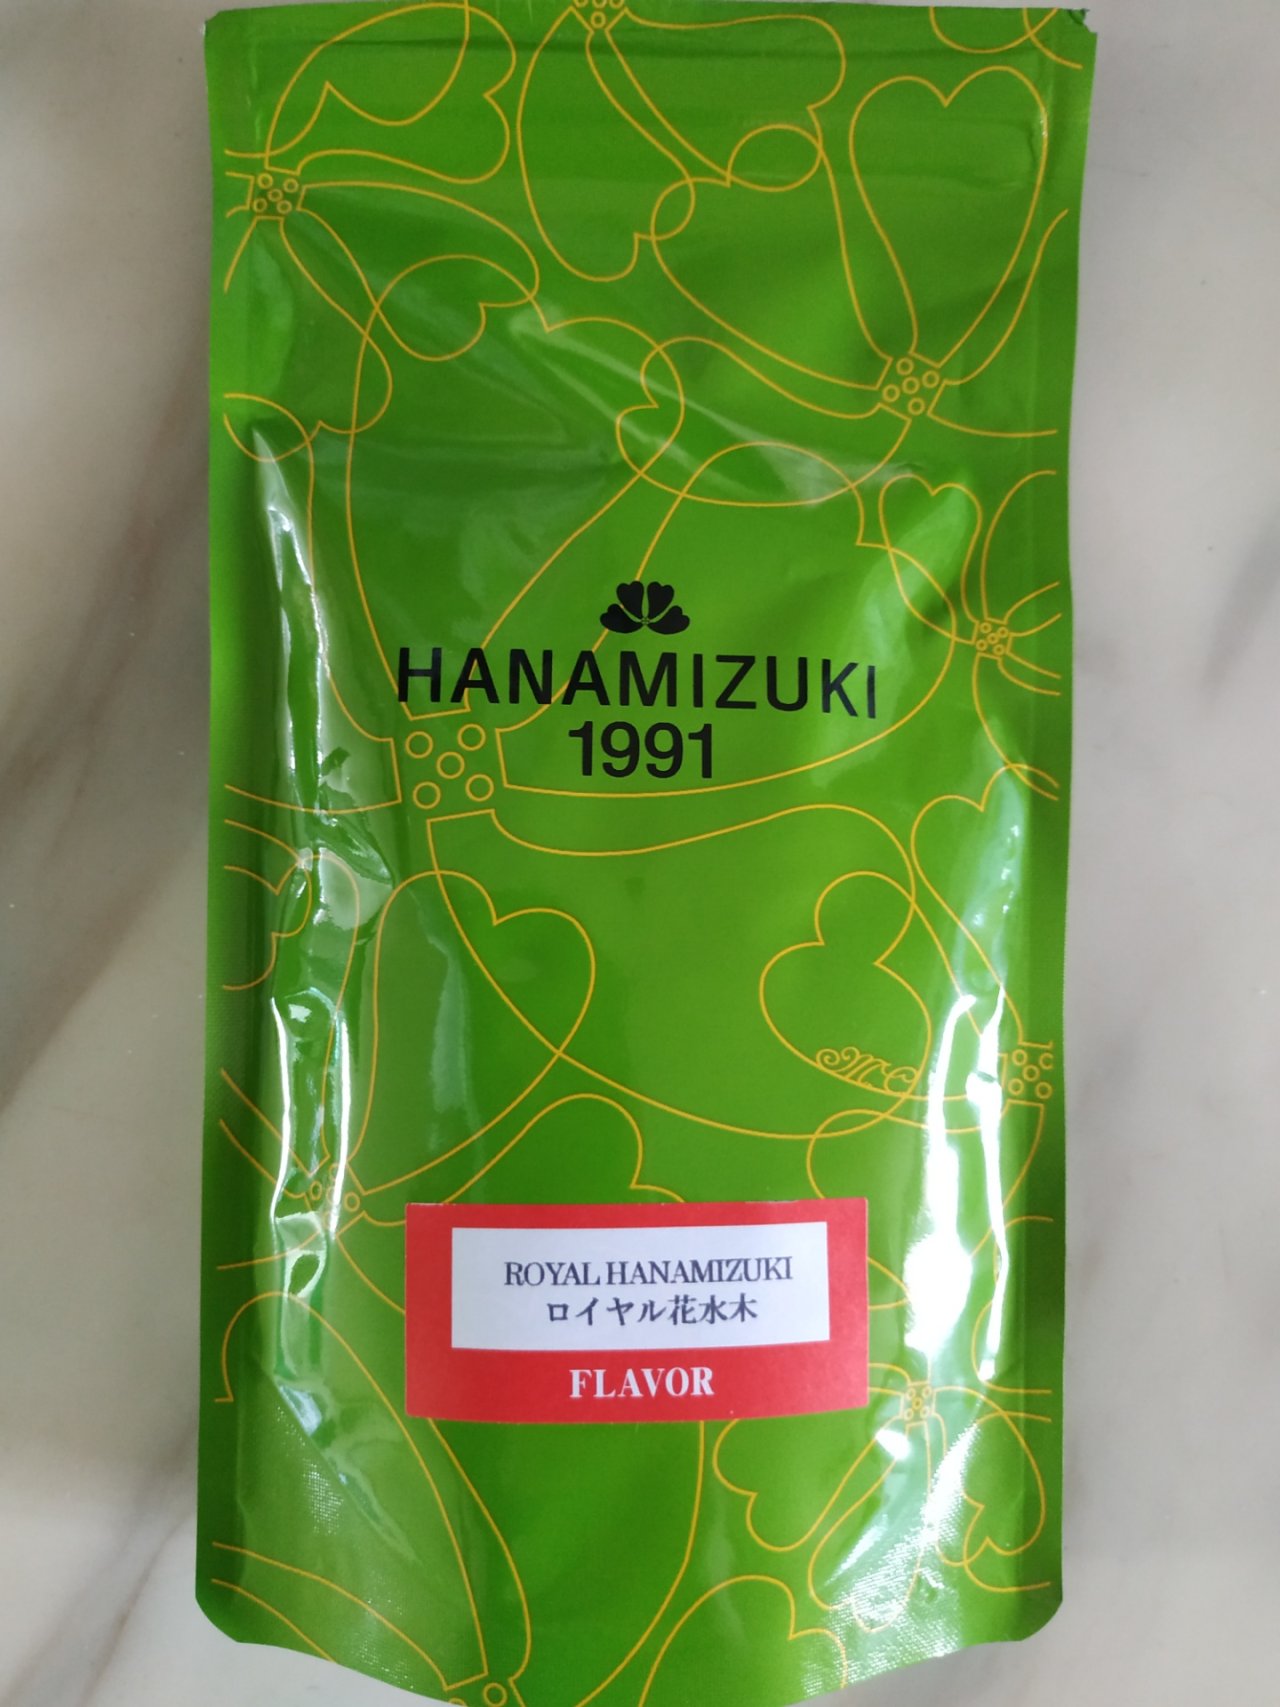 HANAMIZUKI
1991
M.C
ROYAL HANAMIZUKI
ロイヤル花水木
FLAVOR